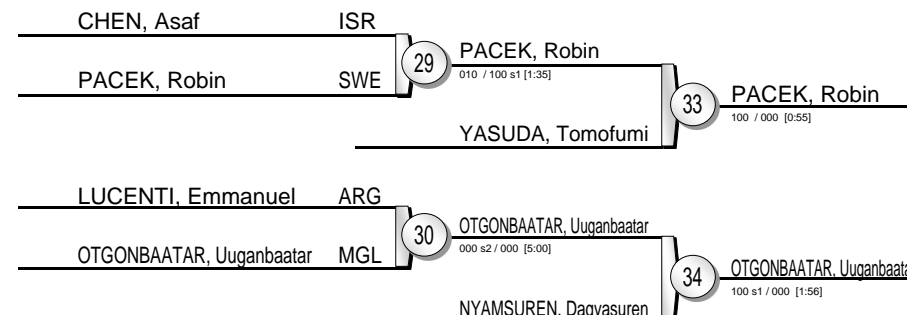 CHEN, Asaf ISR
PACEK, Robin SWE
29
PACEK, Robin
010 / 100 s1 [1:35]
YASUDA, Tomofumi
33
PACEK, Robin
100 / 000 [0:55]
LUCENTI, Emmanuel ARG
OTGONBAATAR, Uuganbaatar MGL
30
OTGONBAATAR, Uuganbaatar
000 s2 / 000 [5:00]
NYAMSUREN, Dagvasuren
34
OTGONBAATAR, Uuganbaata
100 s1 / 000 [1:56]